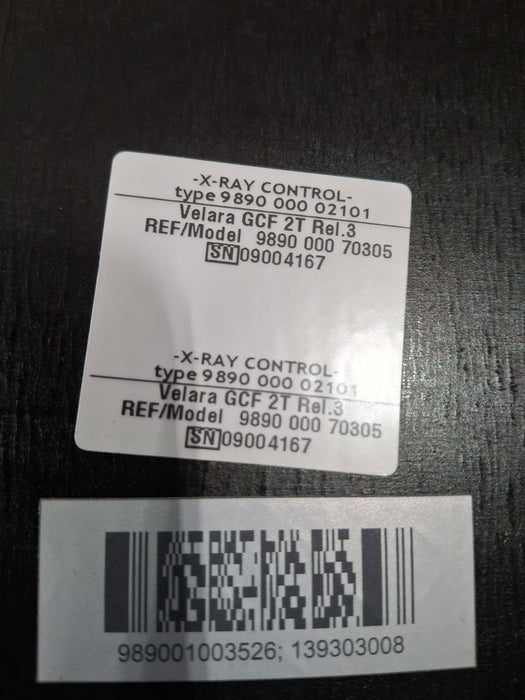 -X-RAY CONTROL-
type 9890 000 02101
Velara GCF 2T Rel.3
REF/Model 9890 000 70305
SN 09004167
-X-RAY CONTROL-
type 9890 000 02101
Velara GCF 2T Rel.3
REF/Model 9890 000 70305
SN 09004167
989001003526; 139303008